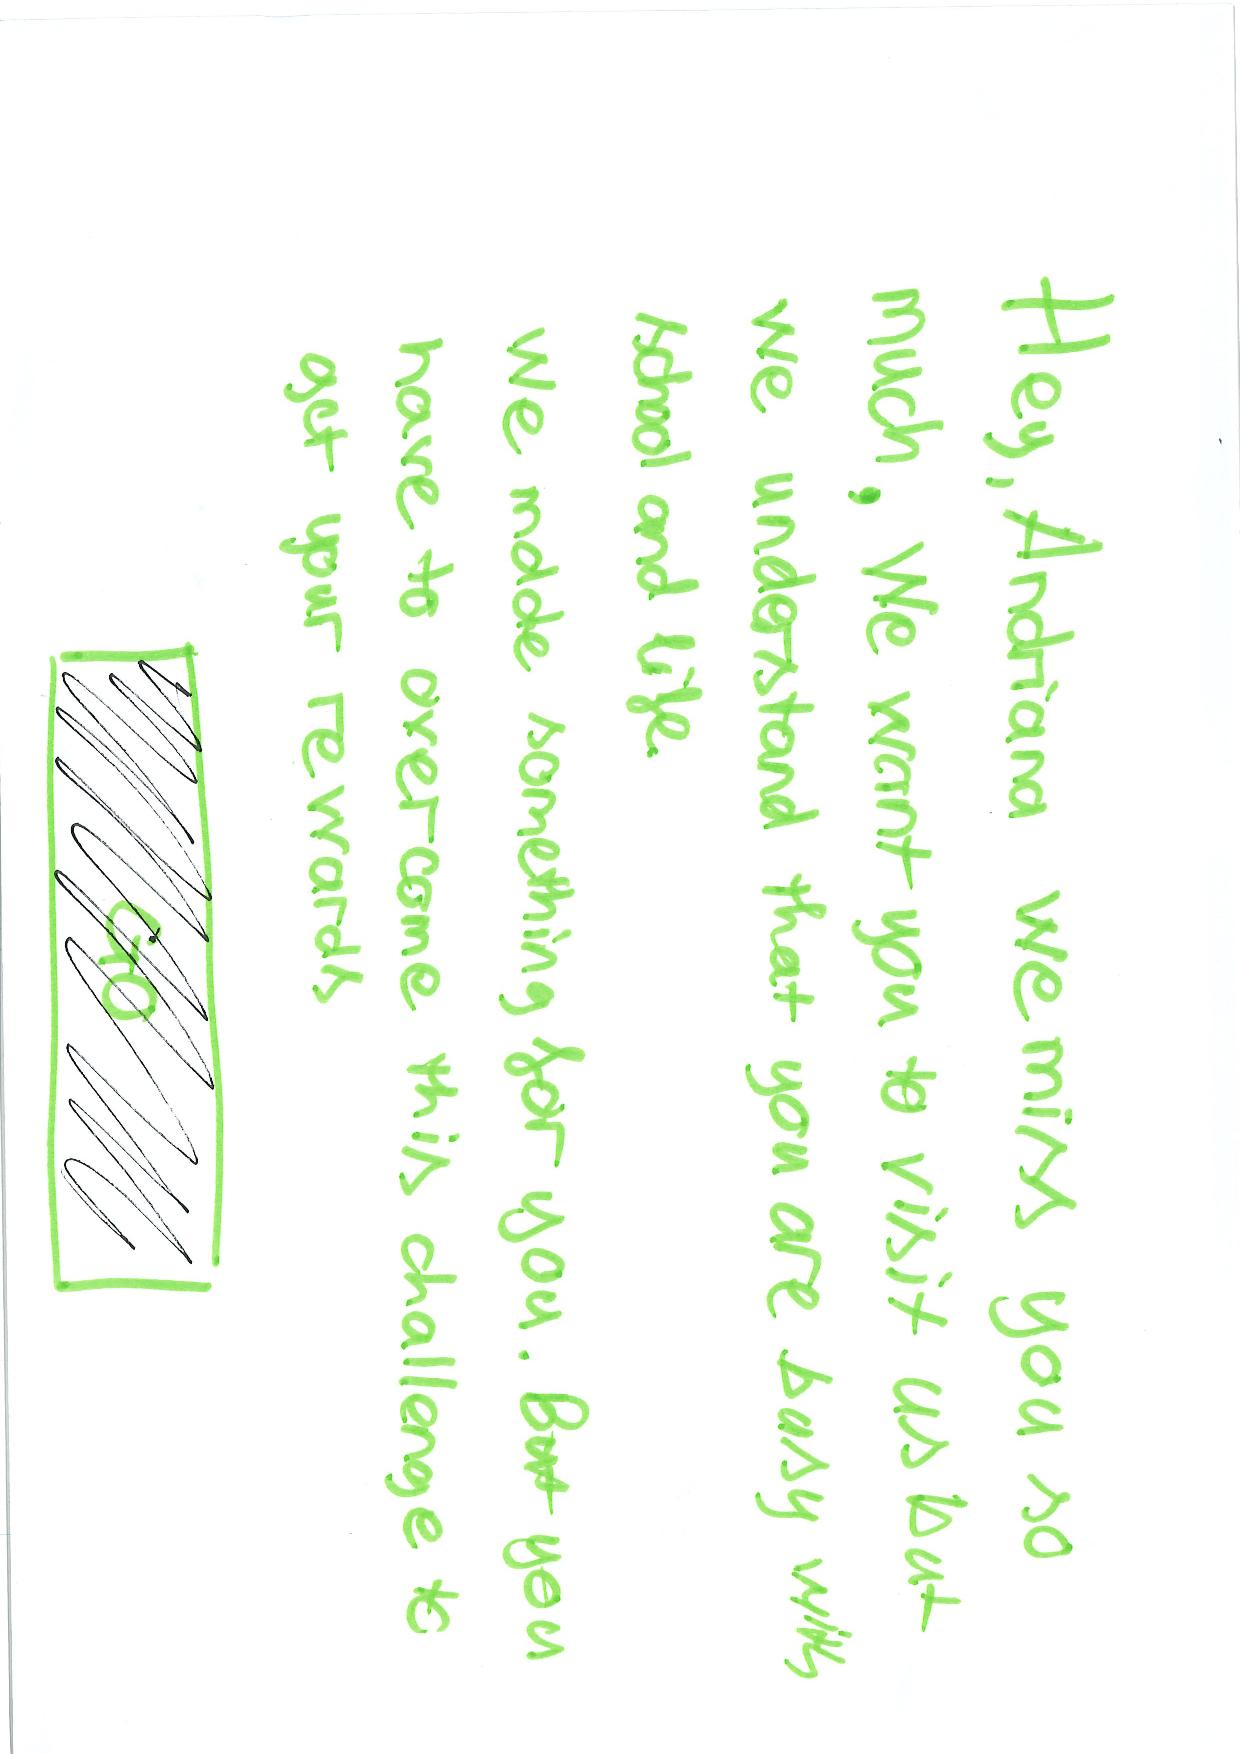 Hey, Andriana we miss you so
much, We want you to visit us but
we understand that you are busy with
school and life.
We made something for you. But you
have to overcome this challenge to
get your rewards
Go